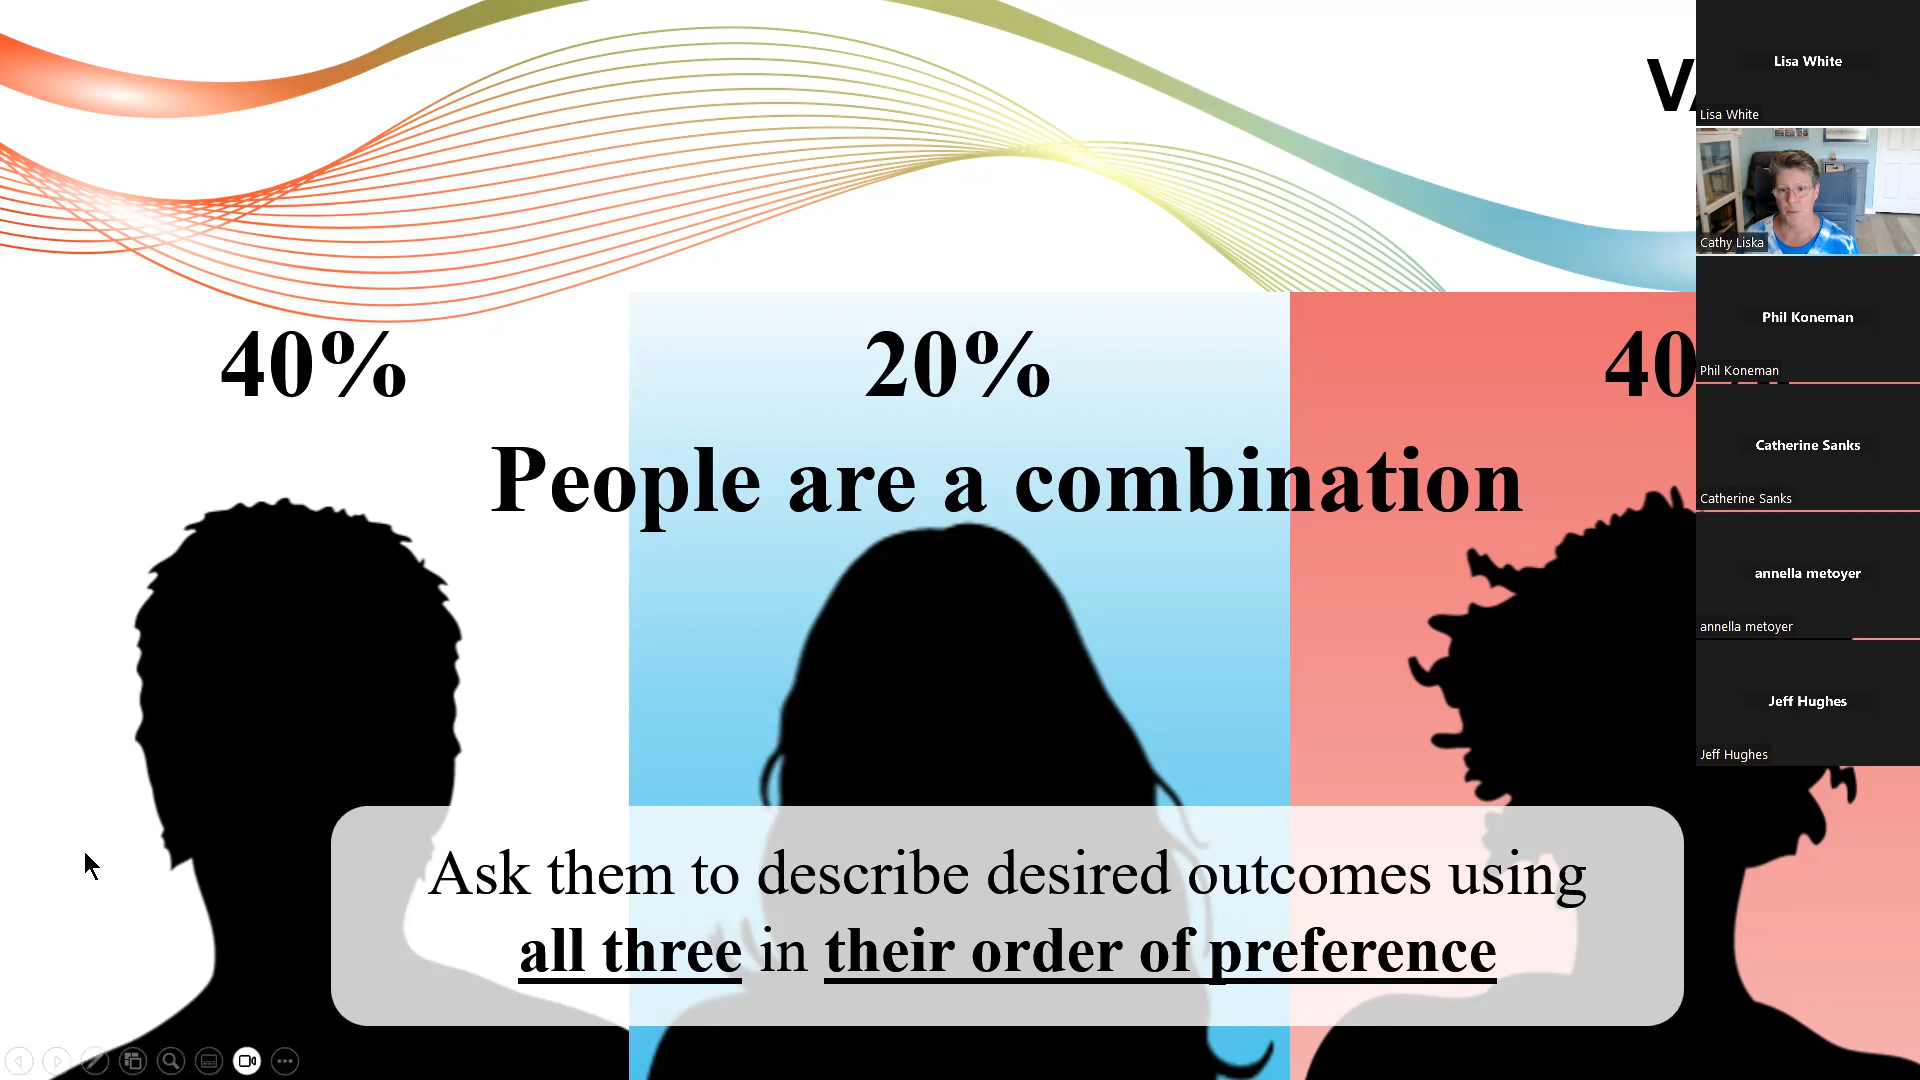 40%
20%
40
People are a combination
Ask them to describe desired outcomes using
all three in their order of preference
Lisa White
Lisa White
Cathy Liska
Phil Koneman
Phil Koneman
Catherine Sanks
Catherine Sanks
annella metoyer
annella metoyer
Jeff Hughes
Jeff Hughes